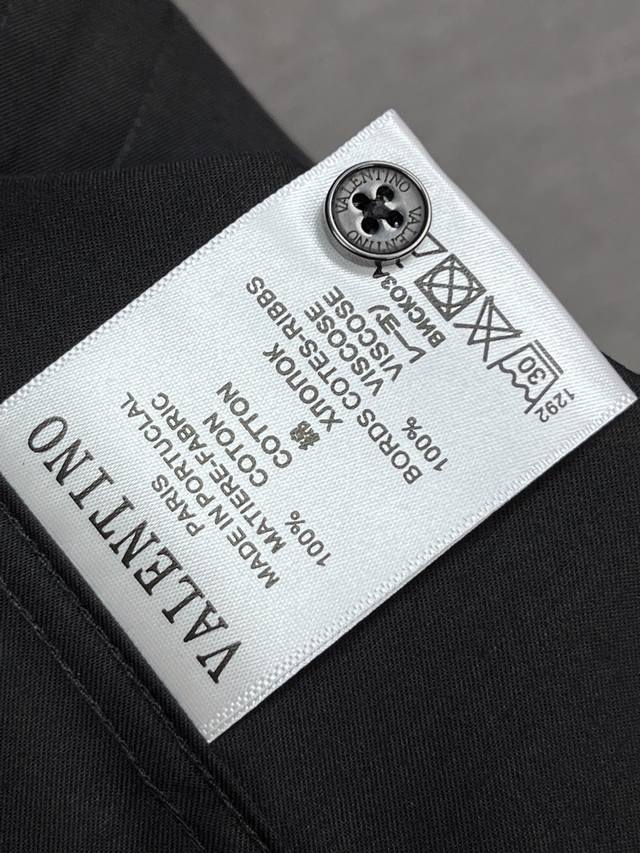 VALENTINO
PARIS
MADE IN PORTUCLAL
MATIERE-FABRIC
100% COTON
COTTON
綿
ХЛОПОК
BORDS COTES-RIBBS
100% VISCOSE
VISCOSE
ВИСКОЗА
30
1292
VALENTINO VALENTINO